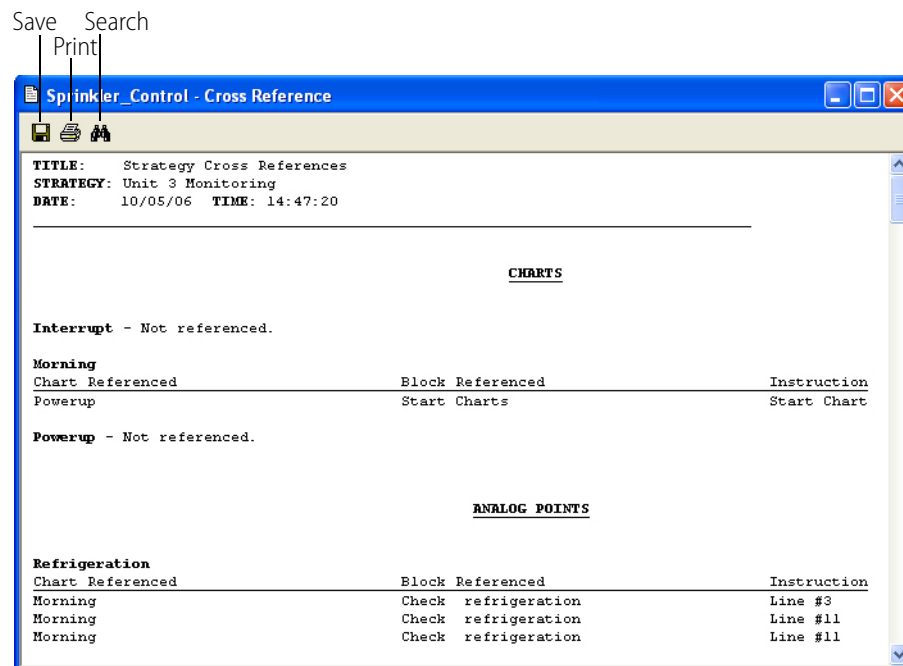 Save Search
Print
Sprinkler_Control - Cross Reference
TITLE: Strategy Cross References
STRATEGY: Unit 3 Monitoring
DATE: 10/05/06 TIME: 14:47:20
CHARTS
Interrupt - Not referenced.
Morning
Chart Referenced Block Referenced Instruction
Powerup Start Charts Start Chart
Powerup - Not referenced.
ANALOG POINTS
Refrigeration
Chart Referenced Block Referenced Instruction
Morning Check refrigeration Line #3
Morning Check refrigeration Line #11
Morning Check refrigeration Line #11